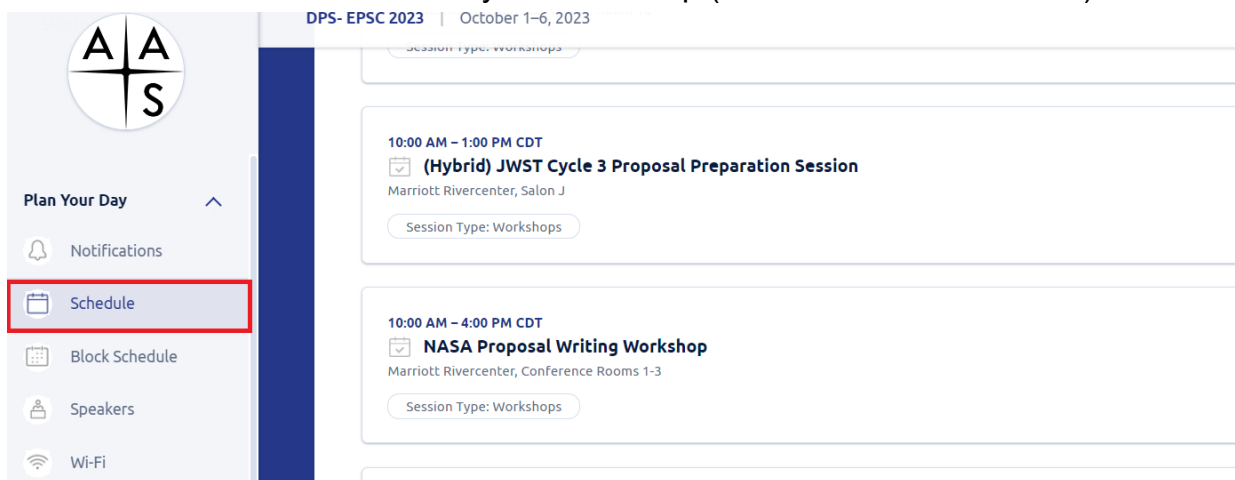 DPS- EPSC 2023 | October 1–6, 2023
A A
S
Session Type: Workshops
10:00 AM – 1:00 PM CDT
(Hybrid) JWST Cycle 3 Proposal Preparation Session
Marriott Rivercenter, Salon J
Session Type: Workshops
Plan Your Day
Notifications
Schedule
Block Schedule
Speakers
Wi-Fi
10:00 AM – 4:00 PM CDT
NASA Proposal Writing Workshop
Marriott Rivercenter, Conference Rooms 1-3
Session Type: Workshops